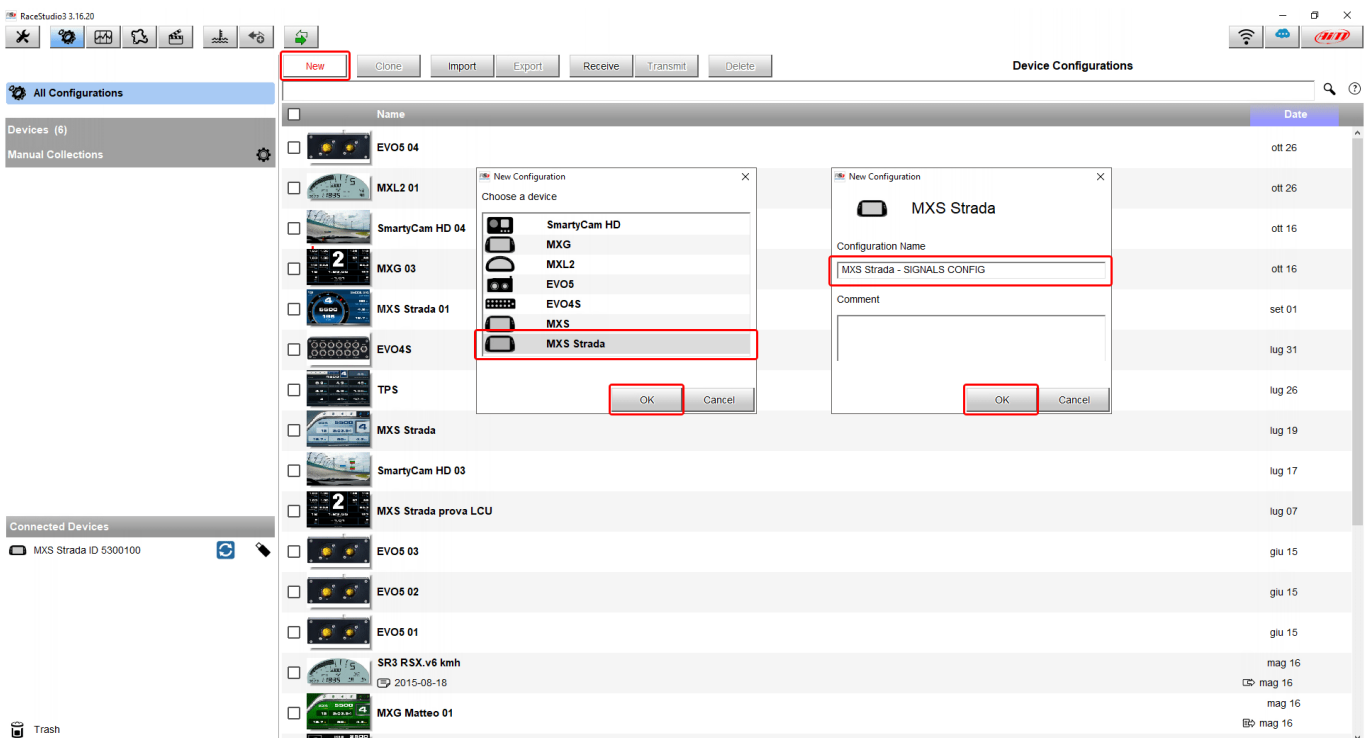 RaceStudio3 3.16.20
AiM
New
Clone
Import
Export
Receive
Transmit
Delete
Device Configurations
All Configurations
Devices (6)
Manual Collections
Name
Date
EVO5 04
ott 26
MXL2 01
ott 26
SmartyCam HD 04
ott 16
MXG 03
ott 16
MXS Strada 01
set 01
EVO4S
lug 31
TPS
lug 26
MXS Strada
lug 19
SmartyCam HD 03
lug 17
MXS Strada prova LCU
lug 07
EVO5 03
giu 15
EVO5 02
giu 15
EVO5 01
giu 15
SR3 RSX.v6 kmh
mag 16
2015-08-18
mag 16
MXG Matteo 01
mag 16
mag 16
New Configuration
Choose a device
SmartyCam HD
MXG
MXL2
EVO5
EVO4S
MXS
MXS Strada
OK
Cancel
New Configuration
MXS Strada
Configuration Name
MXS Strada - SIGNALS CONFIG
Comment
OK
Cancel
Connected Devices
MXS Strada ID 5300100
Trash